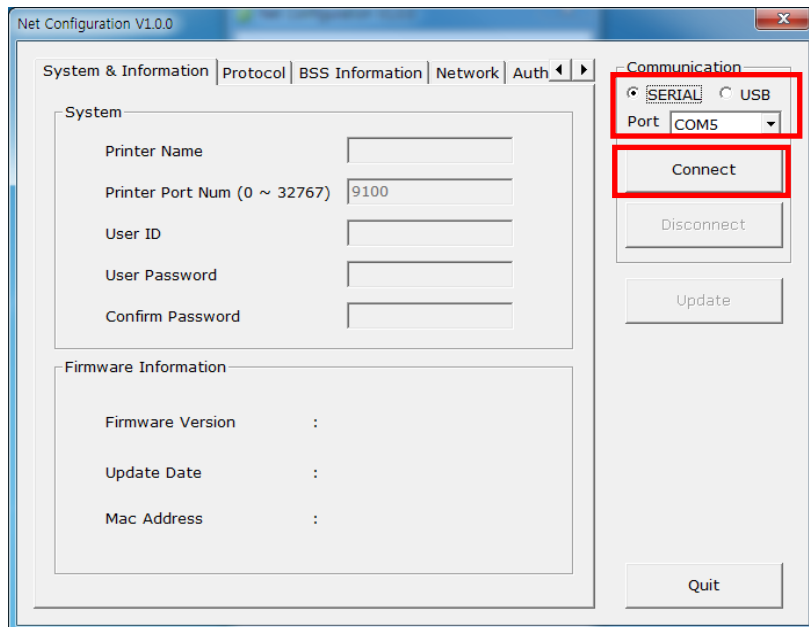 Net Configuration V1.0.0
System & Information
Protocol
BSS Information
Network
Auth
System
Printer Name
Printer Port Num (0 ~ 32767)
9100
User ID
User Password
Confirm Password
Firmware Information
Firmware Version :
Update Date :
Mac Address :
Communication
SERIAL
USB
Port
COM5
Connect
Disconnect
Update
Quit